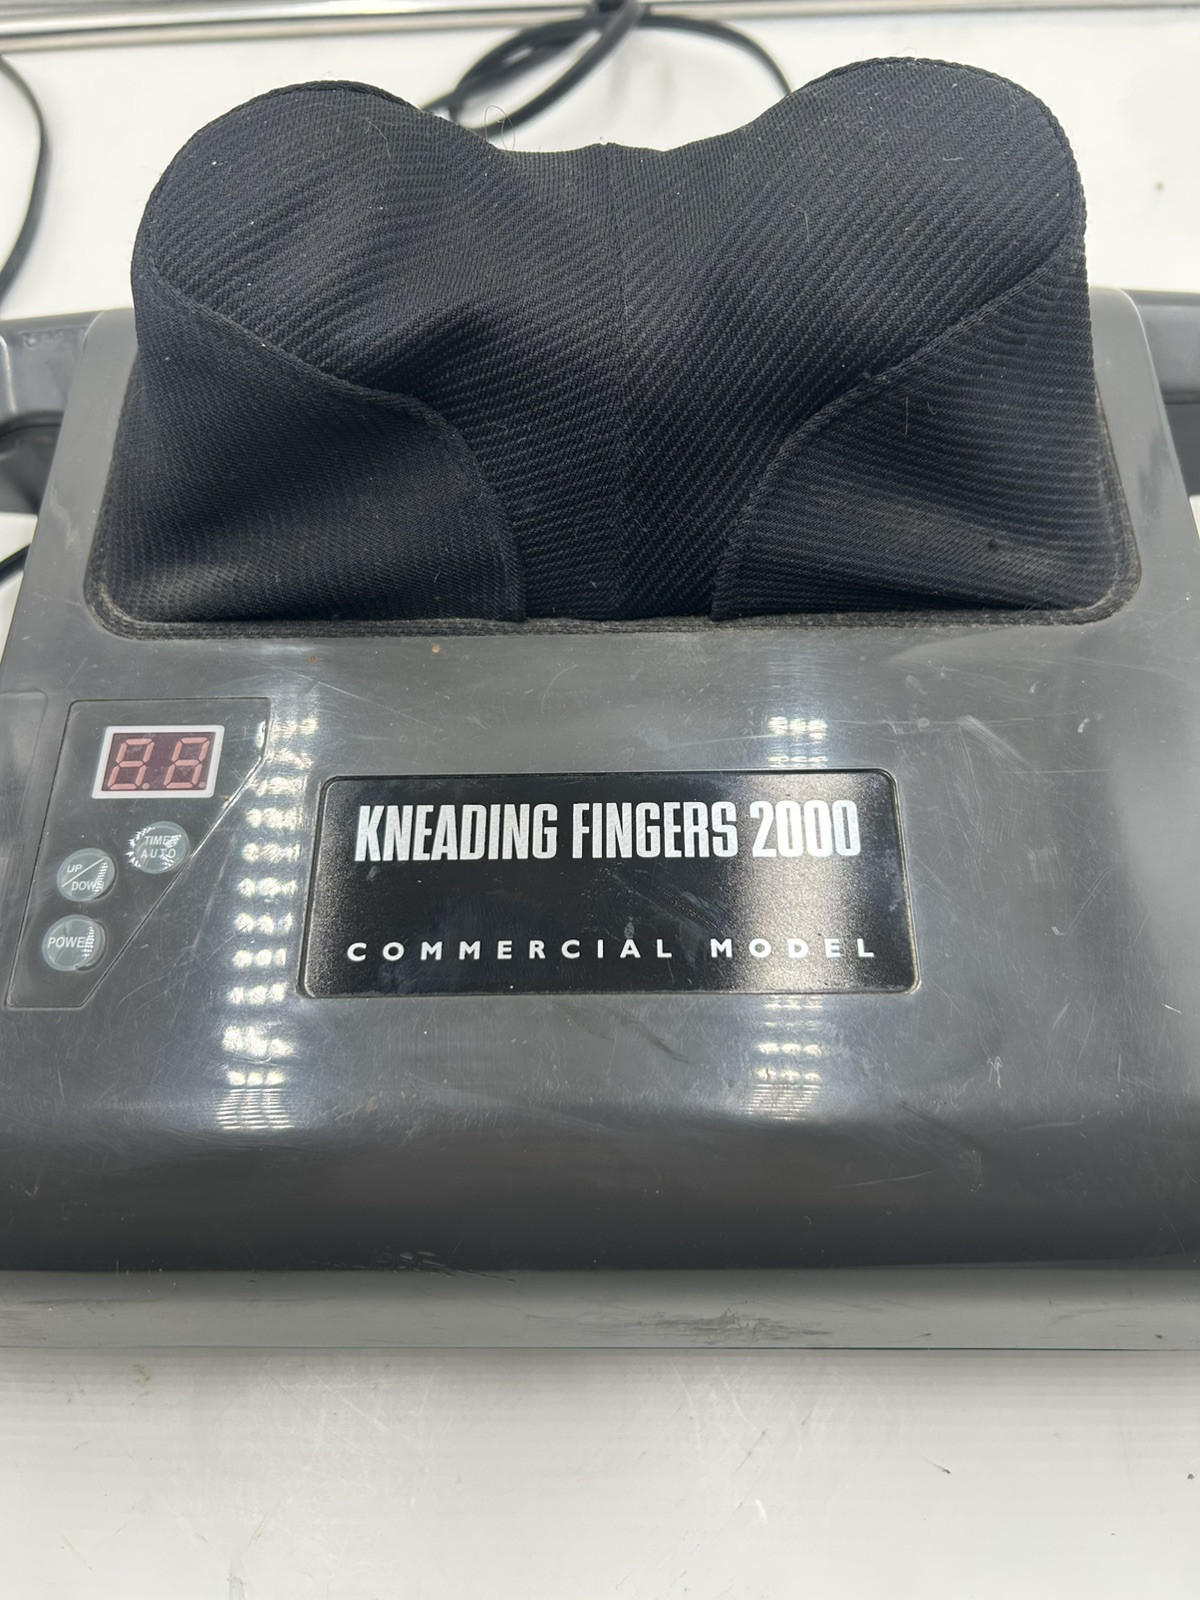 8.8.
TIMER
AUTO
UP
DOWN
POWER
KNEADING FINGERS 2000
COMMERCIAL MODEL